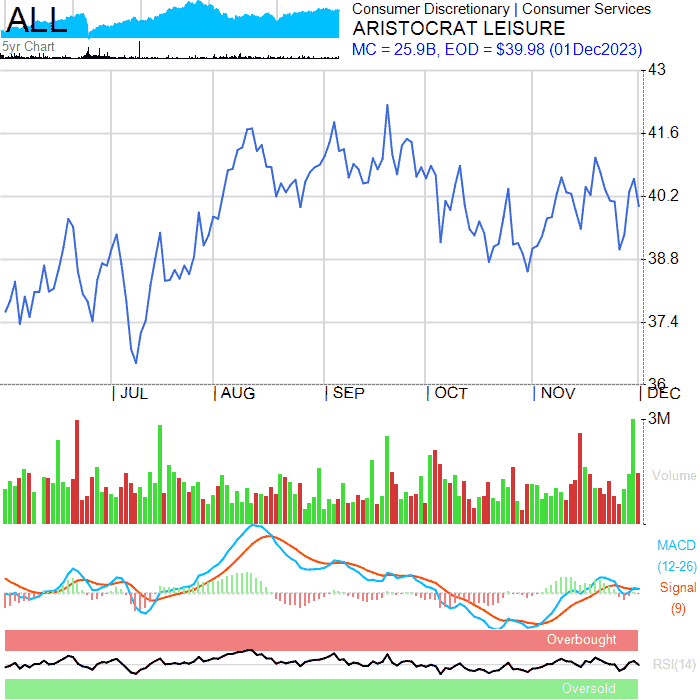 ALL
5yr Chart
Consumer Discretionary | Consumer Services
ARISTOCRAT LEISURE
MC = 25.9B, EOD = $39.98 (01Dec2023)
43
41.6
40.2
38.8
37.4
36
JUL AUG SEP OCT NOV DEC
3M
Volume
MACD
(12-26)
Signal
(9)
Overbought
RSI(14)
Oversold